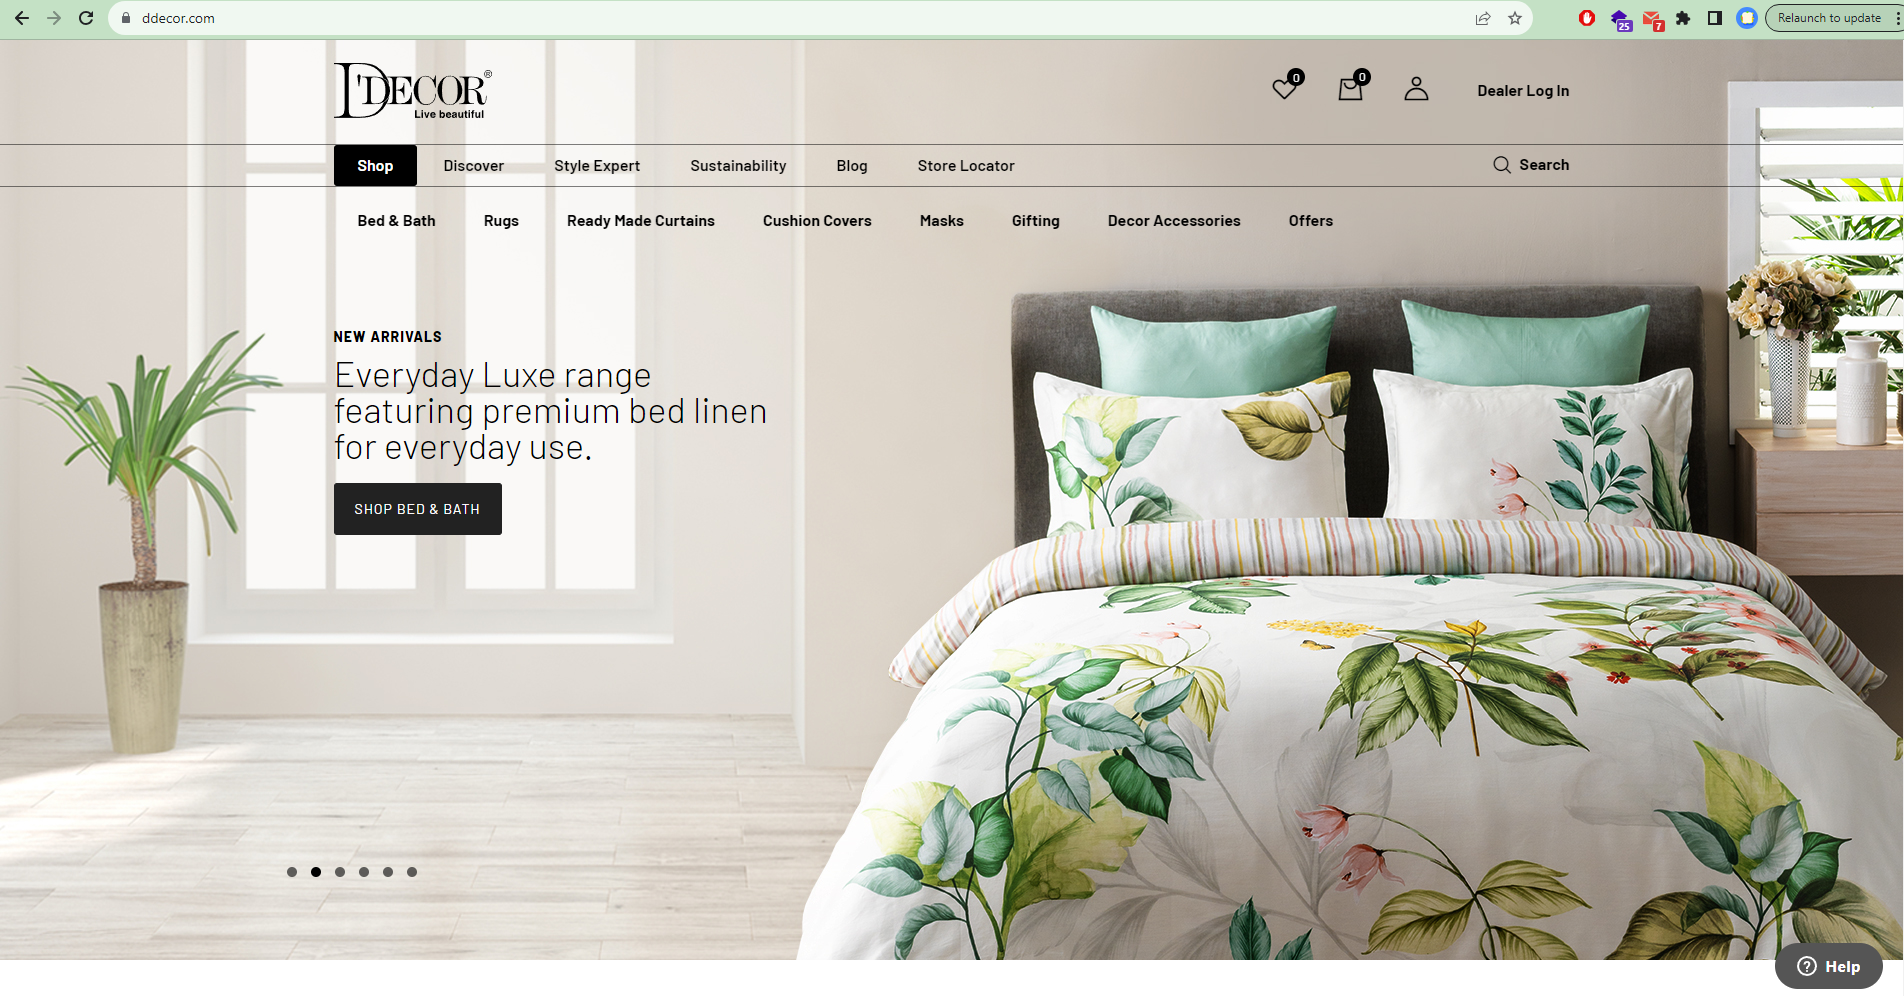 ddecor.com
25
7
Relaunch to update
D'DECOR®
Live beautiful
0
0
Dealer Log In
Shop
Discover
Style Expert
Sustainability
Blog
Store Locator
Search
Bed & Bath
Rugs
Ready Made Curtains
Cushion Covers
Masks
Gifting
Decor Accessories
Offers
NEW ARRIVALS
Everyday Luxe range
featuring premium bed linen
for everyday use.
SHOP BED & BATH
Help